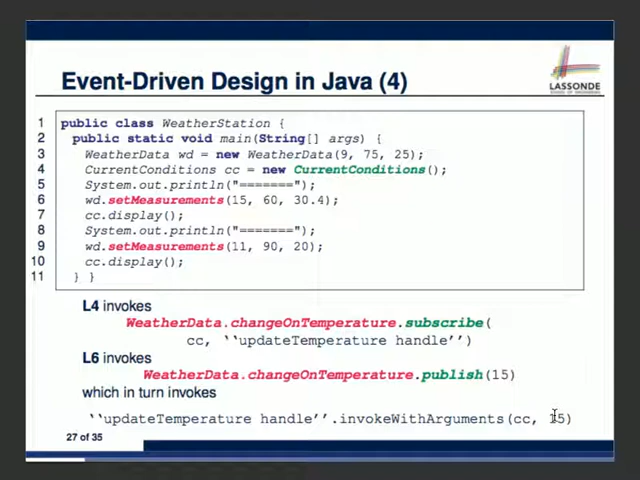 Event-Driven Design in Java (4)
LASSONDE
1 public class WeatherStation {
2 public static void main(String[] args) {
3 WeatherData wd = new WeatherData(9, 75, 25);
4 CurrentConditions cc = new CurrentConditions();
5 System.out.println("=======");
6 wd.setMeasurements(15, 60, 30.4);
7 cc.display();
8 System.out.println("=======");
9 wd.setMeasurements(11, 90, 20);
10 cc.display();
11 } }
L4 invokes
WeatherData.changeOnTemperature.subscribe(
cc, ‘‘updateTemperature handle’’)
L6 invokes
WeatherData.changeOnTemperature.publish(15)
which in turn invokes
‘‘updateTemperature handle’’.invokeWithArguments(cc, 15)
27 of 35